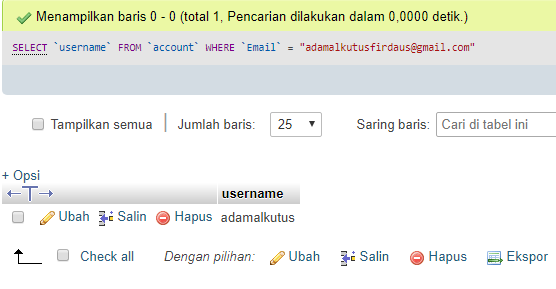 Menampilkan baris 0 - 0 (total 1, Pencarian dilakukan dalam 0,0000 detik.)
SELECT `username` FROM `account` WHERE `Email` = "adamalkutusfirdaus@gmail.com"
Tampilkan semua | Jumlah baris: 25 Saring baris: Cari di tabel ini
+ Opsi
←T→ username
Ubah Salin Hapus adamalkutus
Check all Dengan pilihan: Ubah Salin Hapus Ekspor